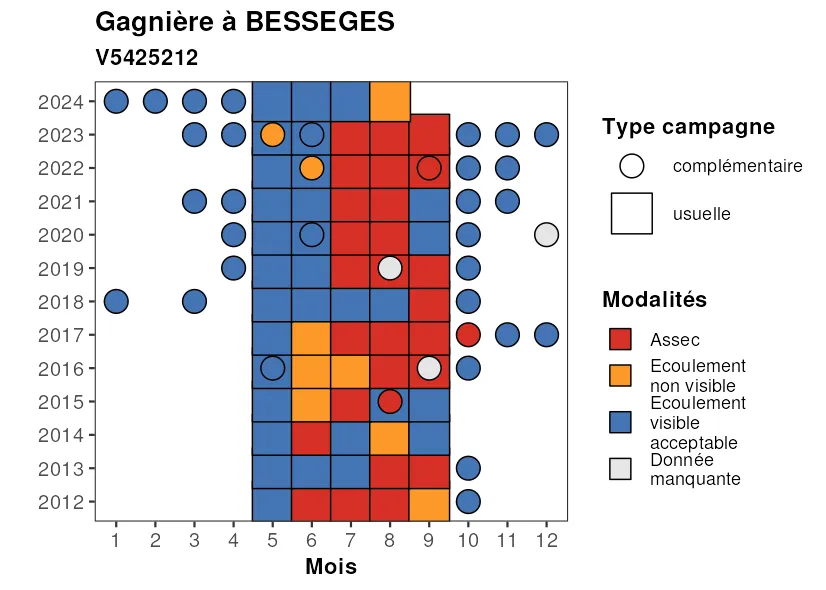 Gagnière à BESSEGES
V5425212
2024
2023
2022
2021
2020
2019
2018
2017
2016
2015
2014
2013
2012
1 2 3 4 5 6 7 8 9 10 11 12
Mois
Type campagne
complémentaire
usuelle
Modalités
Assec
Ecoulement
non visible
Ecoulement
visible
acceptable
Donnée
manquante